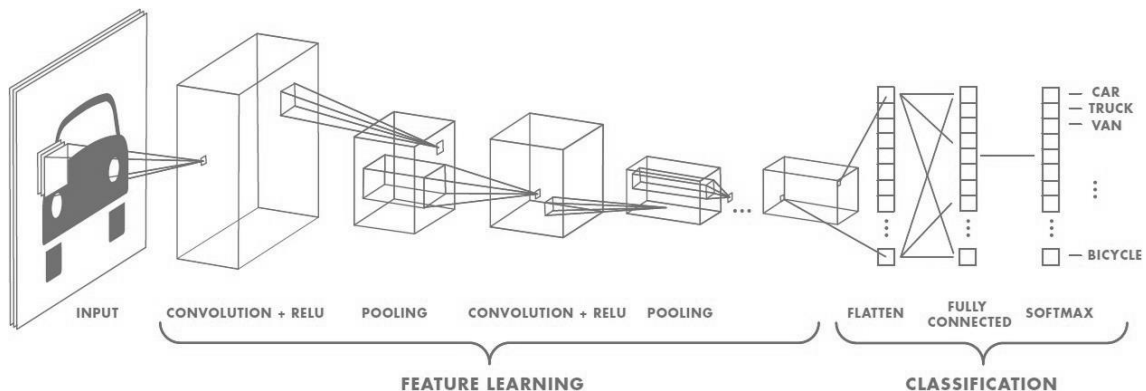 CAR
TRUCK
VAN
BICYCLE
INPUT
CONVOLUTION + RELU
POOLING
CONVOLUTION + RELU
POOLING
FLATTEN
FULLY
CONNECTED
SOFTMAX
FEATURE LEARNING
CLASSIFICATION